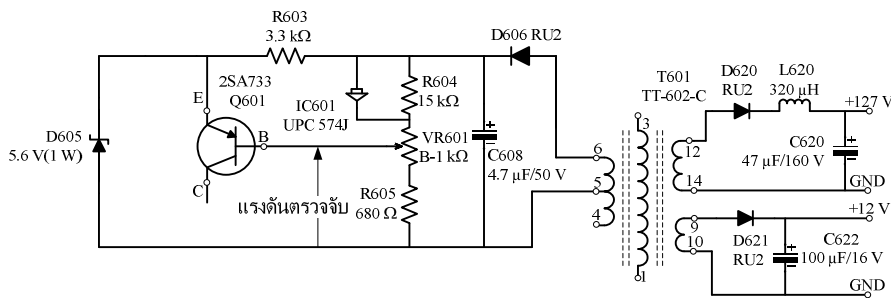 R603
3.3 kΩ
D606 RU2
2SA733
Q601
E
B
C
IC601
UPC 574J
R604
15 kΩ
VR601
B-1 kΩ
R605
680 Ω
C608
4.7 µF/50 V
D605
5.6 V(1 W)
แรงดันตรวจจับ
T601
TT-602-C
6
5
4
3
1
12
14
9
10
D620
RU2
L620
320 µH
+127 V
C620
47 µF/160 V
GND
+12 V
D621
RU2
C622
100 µF/16 V
GND